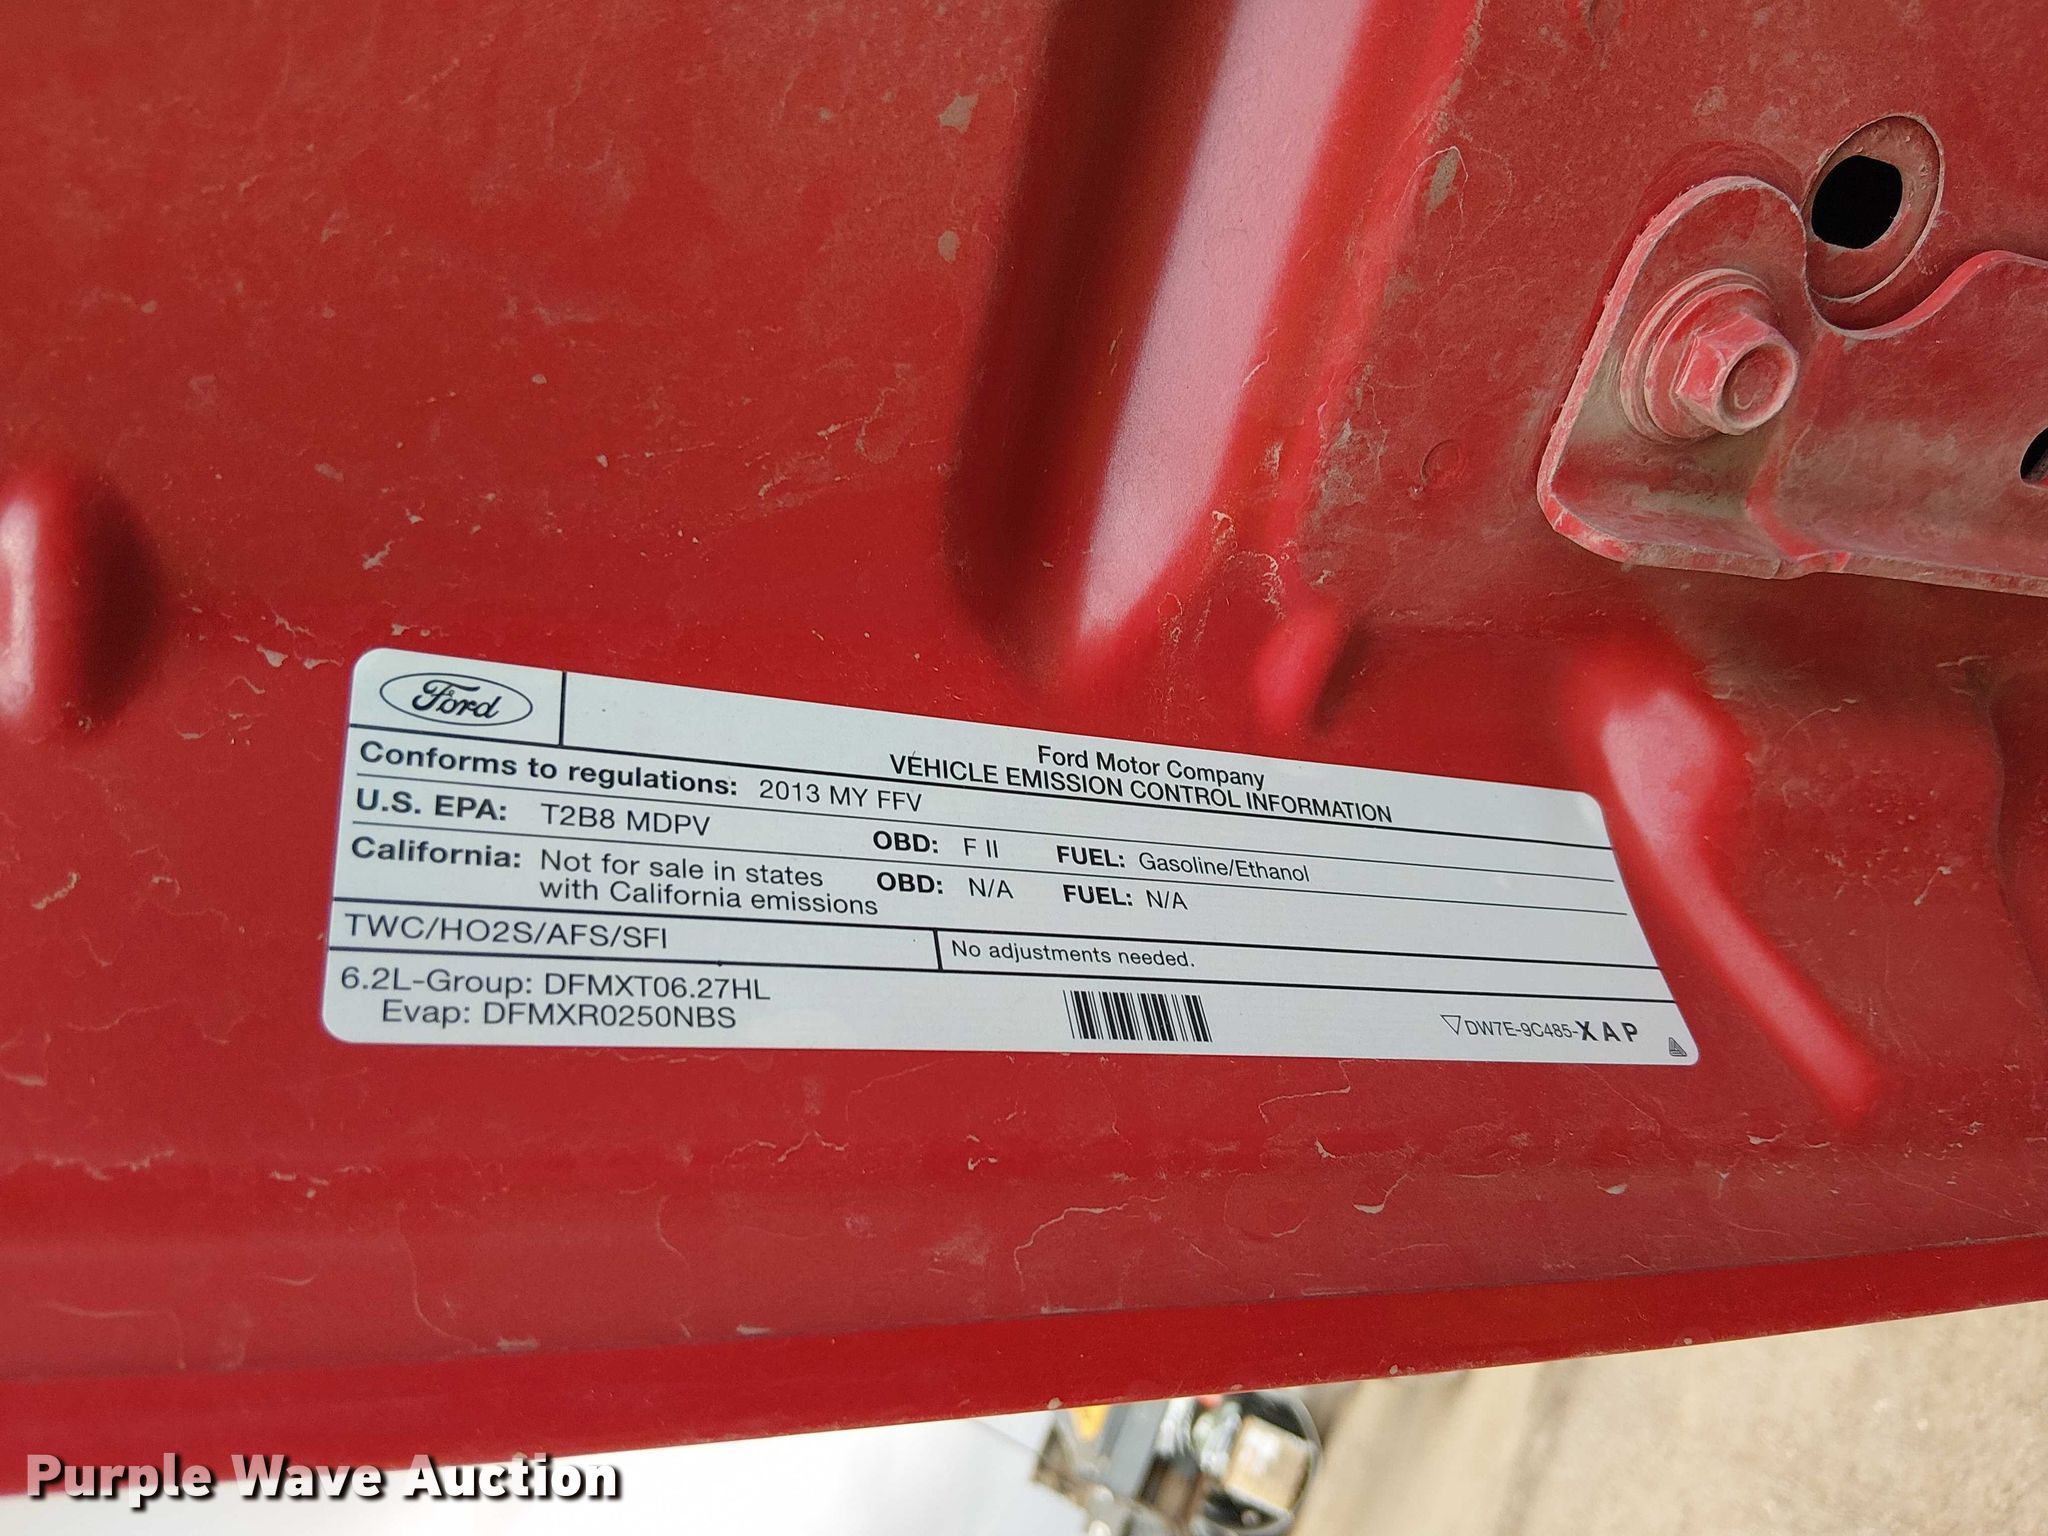 Ford
Ford Motor Company
VEHICLE EMISSION CONTROL INFORMATION
Conforms to regulations: 2013 MY FFV
U.S. EPA: T2B8 MDPV OBD: F II FUEL: Gasoline/Ethanol
California: Not for sale in states with California emissions OBD: N/A FUEL: N/A
TWC/HO2S/AFS/SFI
No adjustments needed.
6.2L-Group: DFMXT06.27HL
Evap: DFMXR0250NBS
DW7E-9C485-XAP
Purple Wave Auction